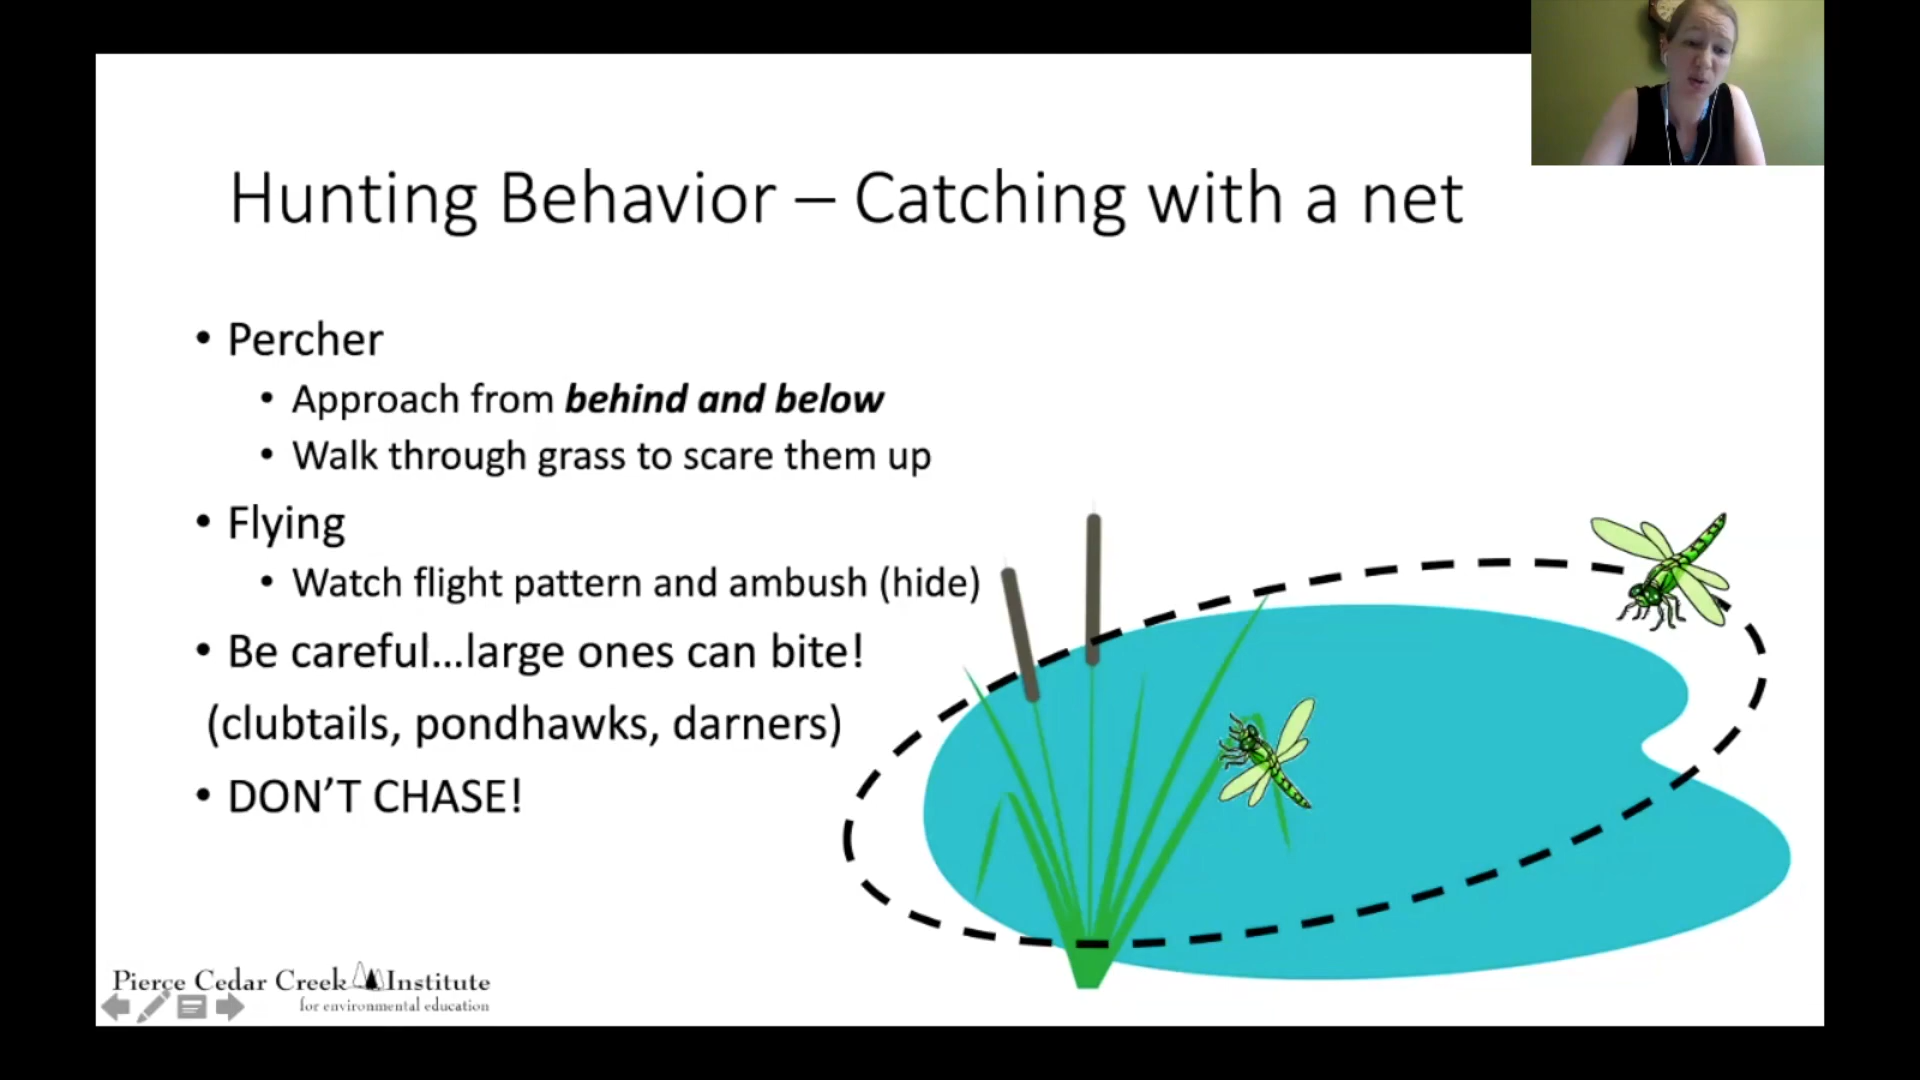 Hunting Behavior – Catching with a net
• Percher
• Approach from behind and below
• Walk through grass to scare them up
• Flying
• Watch flight pattern and ambush (hide)
• Be careful…large ones can bite!
(clubtails, pondhawks, darners)
• DON’T CHASE!
Pierce Cedar Creek Institute
for environmental education